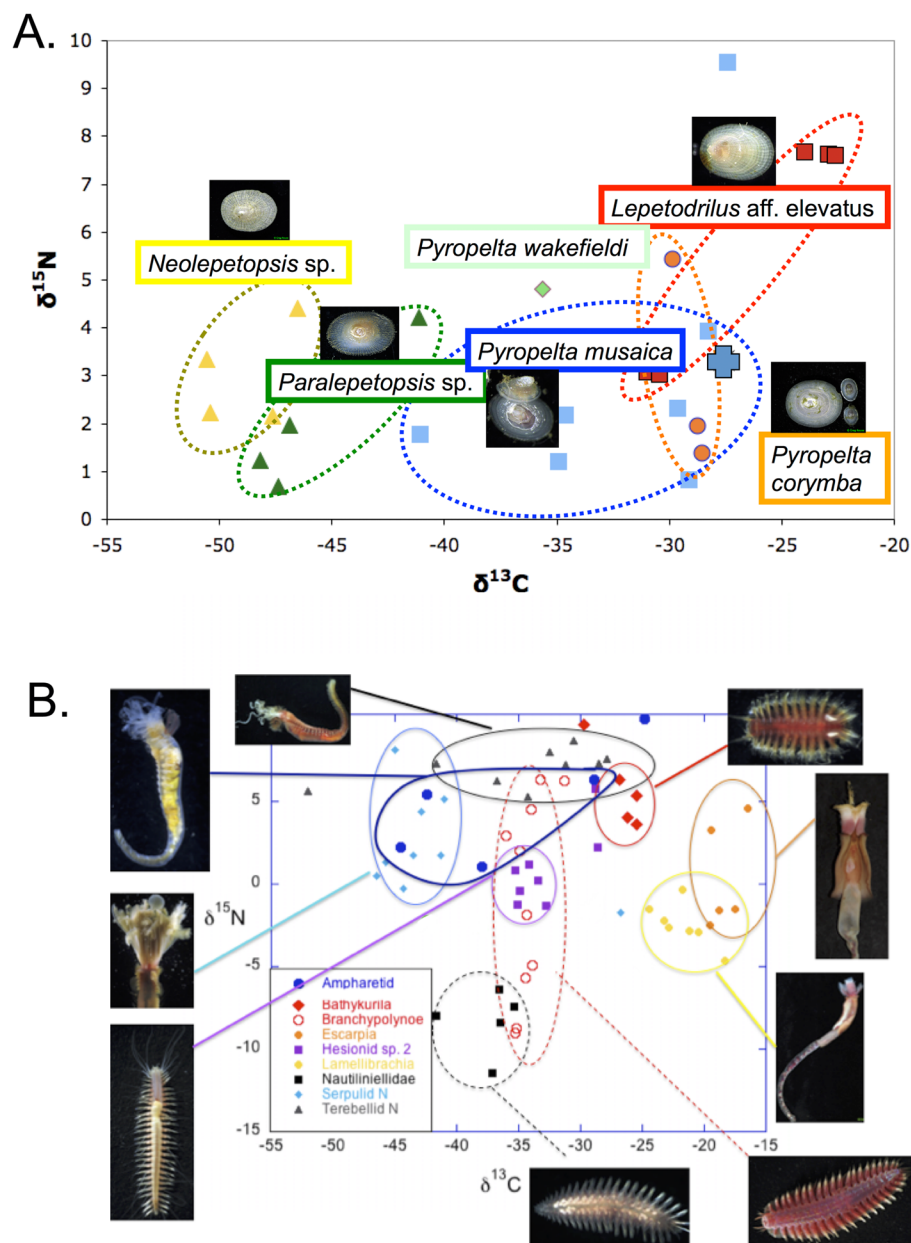 A.
10
9
8
7
6
5
4
3
2
1
0
δ15N
Lepetodrilus aff. elevatus
Pyropelta wakefieldi
Neolepetopsis sp.
Pyropelta musaica
Paralepetopsis sp.
Pyropelta
corymba
-55 -50 -45 -40 -35 -30 -25 -20
δ13C
B.
5
0
δ15N
-5
-10
-15
Ampharetid
Bathykurila
Branchypolynoe
Escarpia
Hesionid sp. 2
Lamellibrachia
Nautiliniellidae
Serpulid N
Terebellid N
-55 -45 -40 -35 -30 -25 -20 -15
δ13C